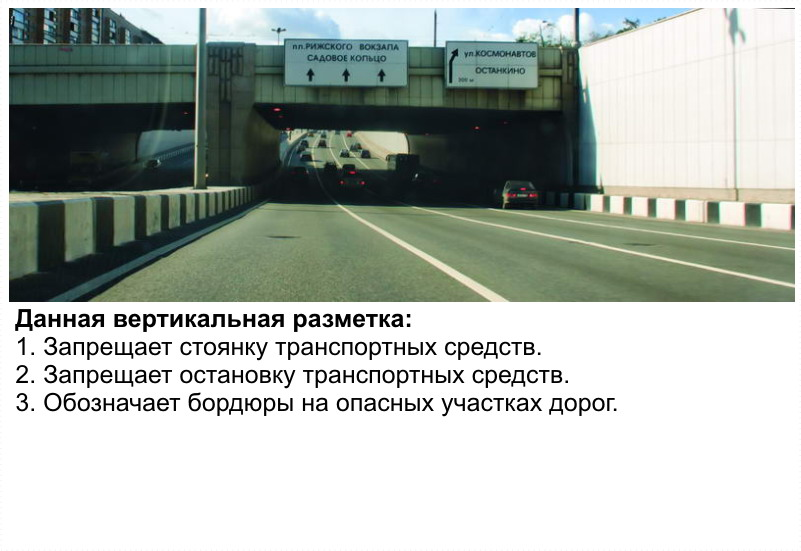 пл.РИЖСКОГО ВОКЗАЛА
САДОВОЕ КОЛЬЦО
ул.КОСМОНАВТОВ
ОСТАНКИНО
Данная вертикальная разметка:
1. Запрещает стоянку транспортных средств.
2. Запрещает остановку транспортных средств.
3. Обозначает бордюры на опасных участках дорог.